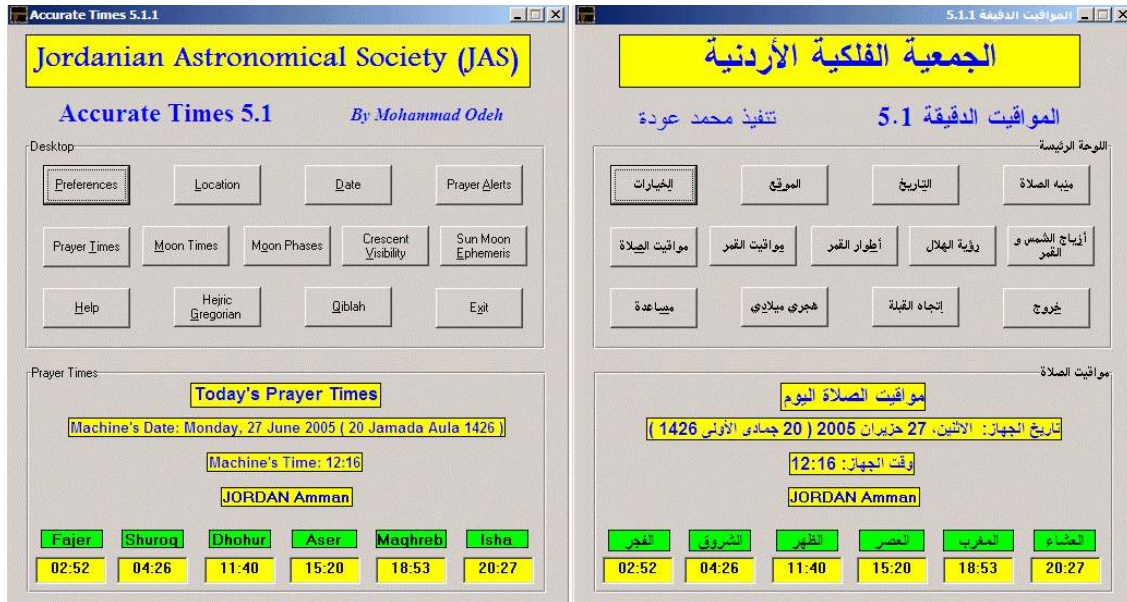 Accurate Times 5.1.1
Jordanian Astronomical Society (JAS)
Accurate Times 5.1 By Mohammad Odeh
Desktop
Preferences Location Date Prayer Alerts
Prayer Times Moon Times Moon Phases Crescent Visibility Sun Moon Ephemeris
Help Hejric Gregorian Qiblah Exit
Prayer Times
Today's Prayer Times
Machine's Date: Monday, 27 June 2005 ( 20 Jamada Aula 1426 )
Machine's Time: 12:16
JORDAN Amman
Fajer Shuroq Dhohur Aser Maghreb Isha
02:52 04:26 11:40 15:20 18:53 20:27
المواقيت الدقيقة 5.1.1
الجمعية الفلكية الأردنية
المواقيت الدقيقة 5.1 تنفيذ محمد عودة
اللوحة الرئيسة
منبه الصلاة التاريخ الموقع الخيارات
أزياج الشمس و القمر رؤية الهلال أطوار القمر مواقيت القمر مواقيت الصلاة
خروج إتجاه القبلة هجري ميلادي مساعدة
مواقيت الصلاة
مواقيت الصلاة اليوم
تاريخ الجهاز: الاثنين، 27 حزيران 2005 ( 20 جمادى الأولى 1426 )
وقت الجهاز: 12:16
JORDAN Amman
العشاء المغرب العصر الظهر الشروق الفجر
02:52 04:26 11:40 15:20 18:53 20:27